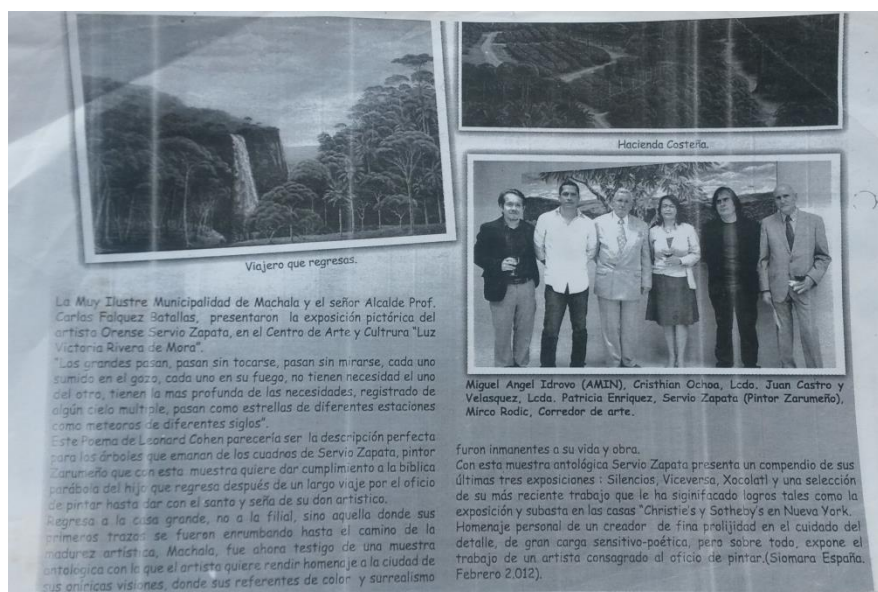 Viajero que regresas.
La Muy Ilustre Municipalidad de Machala y el señor Alcalde Prof.
Carlos Falquez Batallas, presentaron la exposición pictórica del
artista Orense Servio Zapata, en el Centro de Arte y Cultrura "Luz
Victoria Rivera de Mora".
"Los grandes pasan, pasan sin tocarse, pasan sin mirarse, cada uno
sumido en el gozo, cada uno en su fuego, no tienen necesidad el uno
del otro, tienen la mas profunda de las necesidades, registrado de
algún cielo multiple, pasan como estrellas de diferentes estaciones
como meteoros de diferentes siglos".
Este Poema de Leonard Cohen parecería ser la descripción perfecta
para los árboles que emanan de los cuadros de Servio Zapata, pintor
Zarumeño que con esta muestra quiere dar cumplimiento a la bíblica
parábola del hijo que regresa después de un largo viaje por el oficio
de pintar hasta dar con el santo y seña de su don artistico.
Regresa a la casa grande, no a la filial, sino aquella donde sus
primeros trazos se fueron enrumbando hasta el camino de la
madurez artística, Machala, fue ahora testigo de una muestra
antologica con la que el artista quiere rendir homenaje a la ciudad de
sus oníricas visiones, donde sus referentes de color y surrealismo
Hacienda Costeña.
Miguel Angel Idrovo (AMIN), Cristhian Ochoa, Lcdo. Juan Castro y
Velasquez, Lcda. Patricia Enriquez, Servio Zapata (Pintor Zarumeño),
Mirco Rodic, Corredor de arte.
furon inmanentes a su vida y obra.
Con esta muestra antológica Servio Zapata presenta un compendio de sus
últimas tres exposiciones : Silencios, Viceversa, Xocolatl y una selección
de su más reciente trabajo que le ha siginifacado logros tales como la
exposición y subasta en las casas "Christie's y Sotheby's en Nueva York.
Homenaje personal de un creador de fina prolijidad en el cuidado del
detalle, de gran carga sensitivo-poética, pero sobre todo, expone el
trabajo de un artista consagrado al oficio de pintar.(Siomara España.
Febrero 2.012).